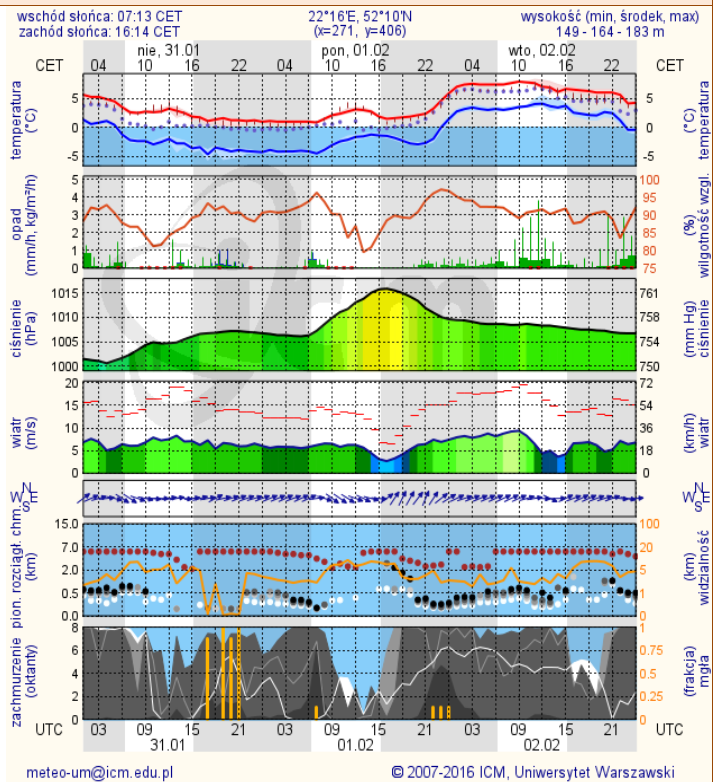 wschód słońca: 07:13 CET 22°16'E, 52°10'N wysokość (min, środek, max)
zachód słońca: 16:14 CET (x=271, y=406) 149 - 164 - 183 m
nie, 31.01 pon, 01.02 wto, 02.02
CET 04 10 16 22 04 10 16 22 04 10 16 22 CET
temperatura (°C)
5
0
-5
5
0
-5
(°C) temperatura
opad (mm/h, kg/m²/h)
5
4
3
2
1
0
100
95
90
85
80
75
(%) wilgotność wzgl.
ciśnienie (hPa)
1015
1010
1005
1000
761
758
754
750
(mm Hg) ciśnienie
wiatr (m/s)
20
15
10
5
0
72
54
36
18
0
(km/h) wiatr
N
W E
S
N
W E
S
pion. rozciągł. chm. (km)
15.0
7.0
2.0
0.5
0.0
100
20
5
1
0
(km) widzialność
zachmurzenie (oktanty)
8
6
4
2
0
1
0.75
0.5
0.25
0
(frakcja) mgła
UTC 03 09 15 21 03 09 15 21 03 09 15 21 UTC
31.01 01.02 02.02
meteo-um@icm.edu.pl © 2007-2016 ICM, Uniwersytet Warszawski